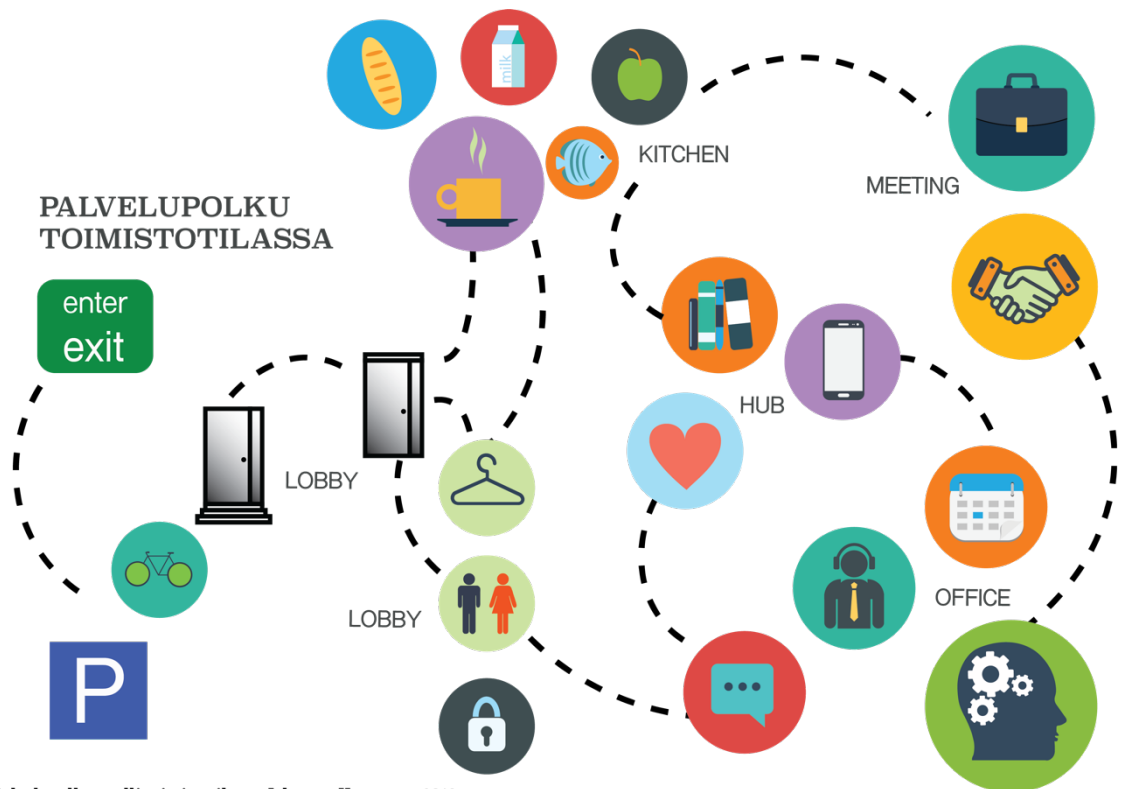 milk
KITCHEN
MEETING
PALVELUPOLKU
TOIMISTOTILASSA
enter
exit
HUB
LOBBY
OFFICE
LOBBY
P